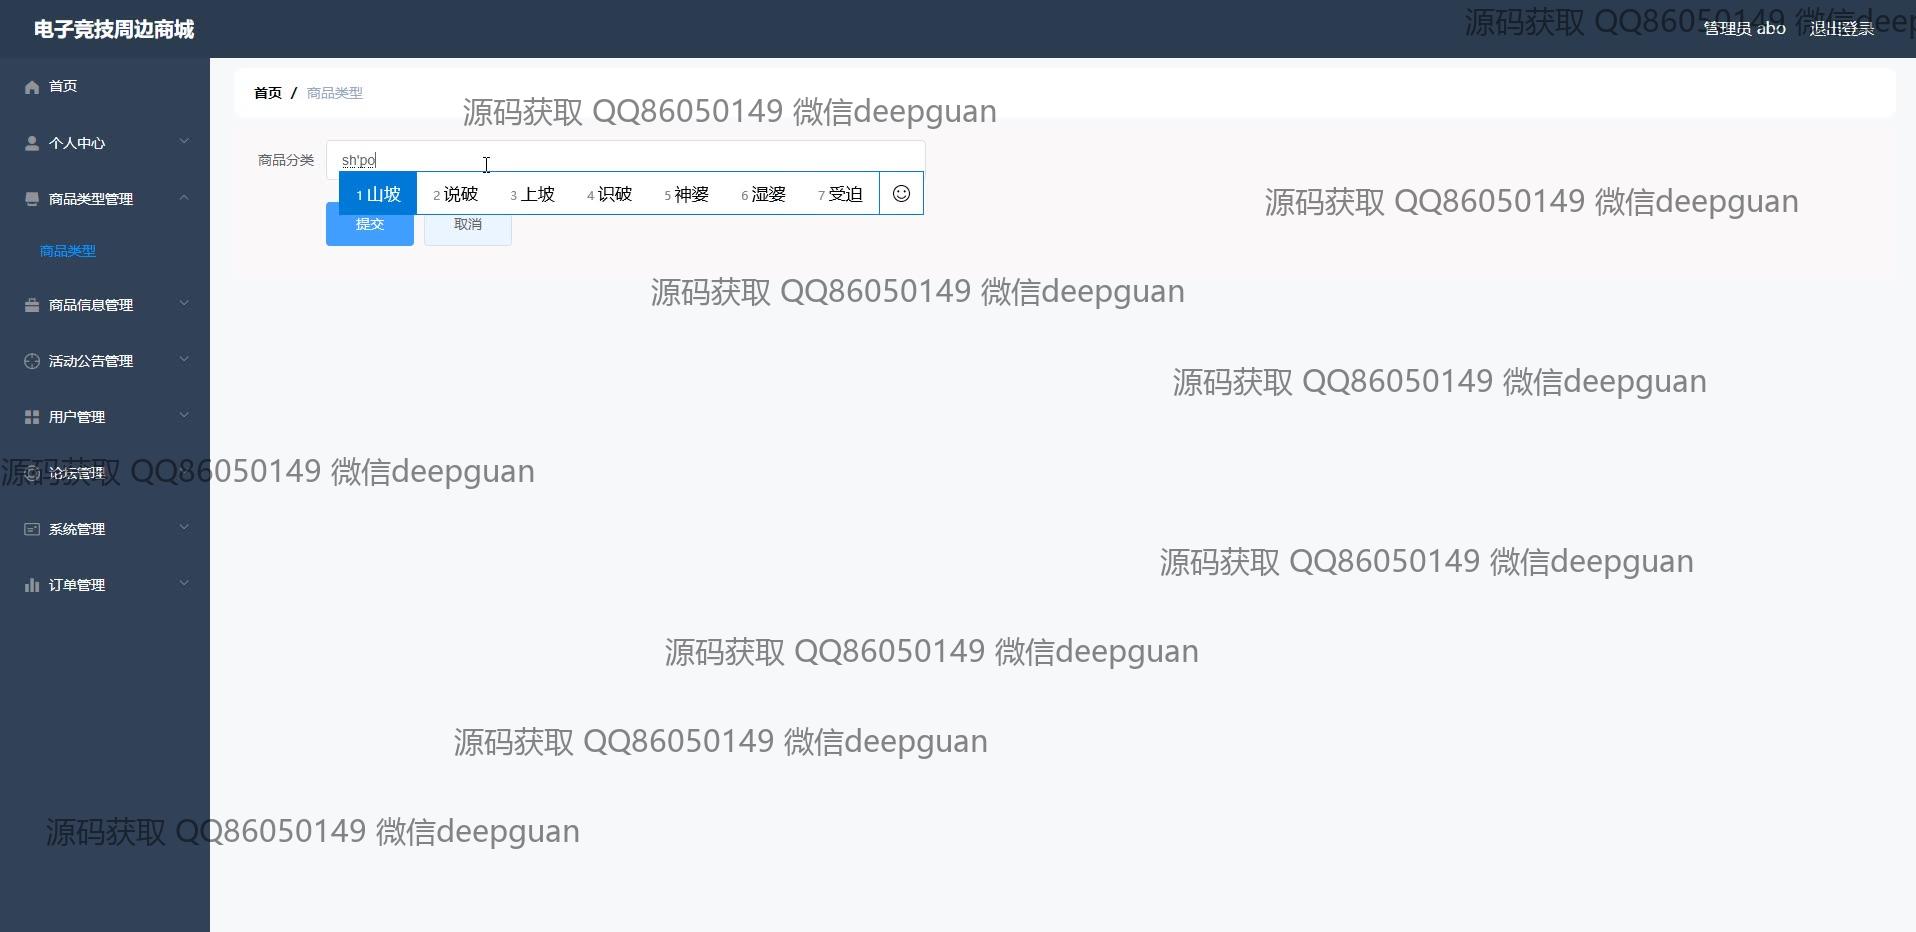 电子竞技周边商城
源码获取 QQ86050149 微信deep
管理员 abo
退出登录
首页
首页 / 商品类型
源码获取 QQ86050149 微信deepguan
个人中心
商品分类
sh'po
1 山坡 2 说破 3 上坡 4 识破 5 神婆 6 湿婆 7 受迫
商品类型管理
源码获取 QQ86050149 微信deepguan
提交
取消
商品类型
源码获取 QQ86050149 微信deepguan
商品信息管理
活动公告管理
源码获取 QQ86050149 微信deepguan
用户管理
论坛管理
源码获取 QQ86050149 微信deepguan
系统管理
源码获取 QQ86050149 微信deepguan
订单管理
源码获取 QQ86050149 微信deepguan
源码获取 QQ86050149 微信deepguan
源码获取 QQ86050149 微信deepguan